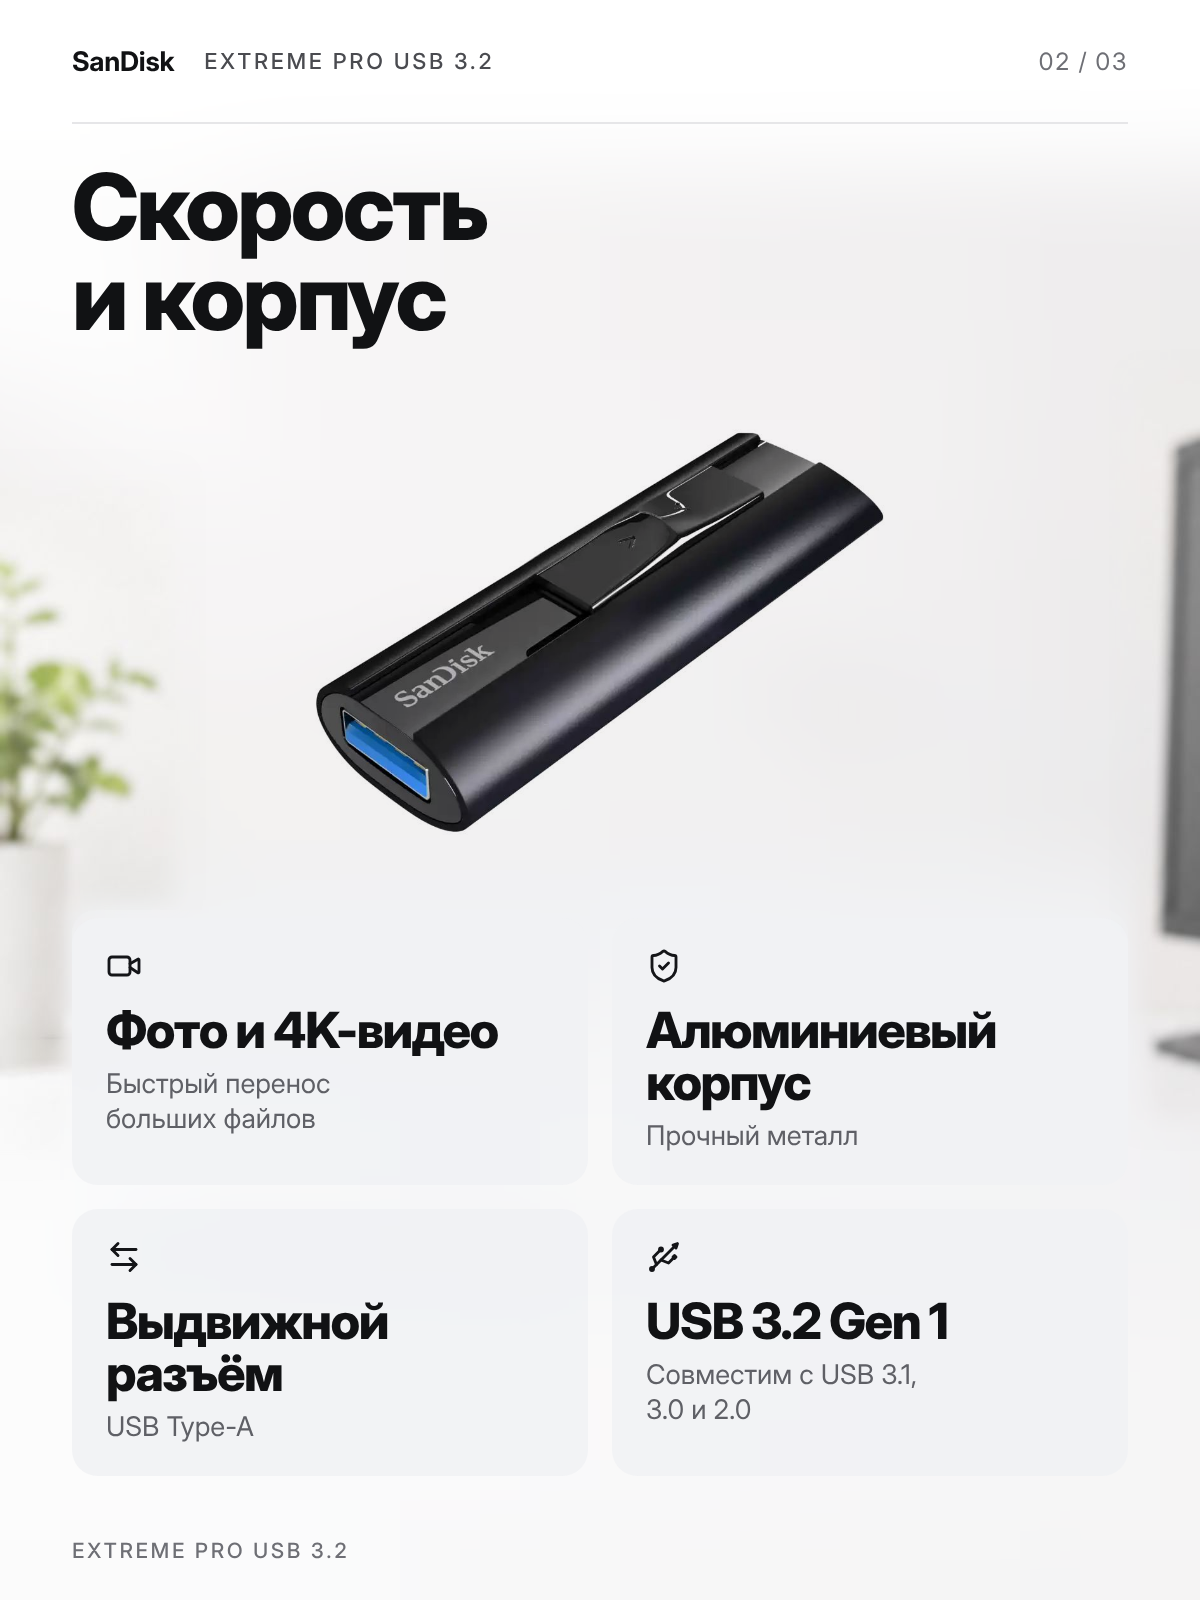 SanDisk EXTREME PRO USB 3.2 02 / 03
Скорость
и корпус
SanDisk
Фото и 4K-видео
Быстрый перенос
больших файлов
Алюминиевый
корпус
Прочный металл
Выдвижной
разъём
USB Type-A
USB 3.2 Gen 1
Совместим с USB 3.1,
3.0 и 2.0
EXTREME PRO USB 3.2